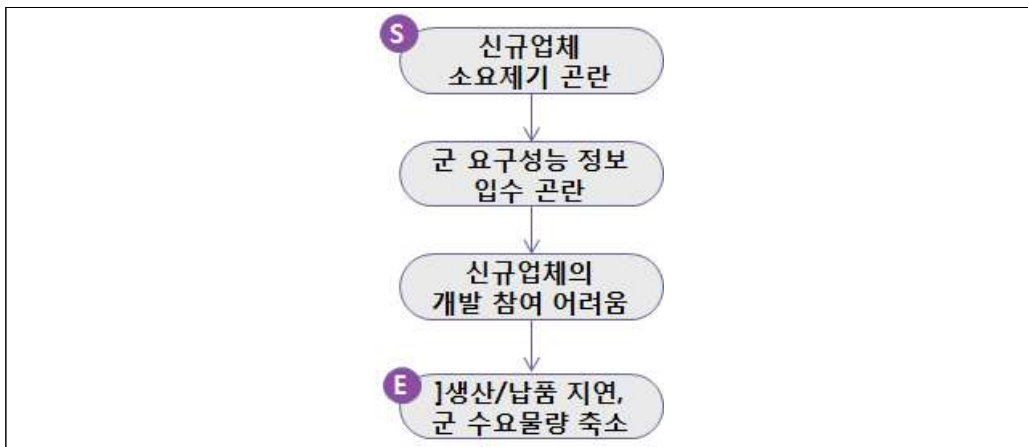 S
신규업체
소요제기 곤란
군 요구성능 정보
입수 곤란
신규업체의
개발 참여 어려움
E
]생산/납품 지연,
군 수요물량 축소